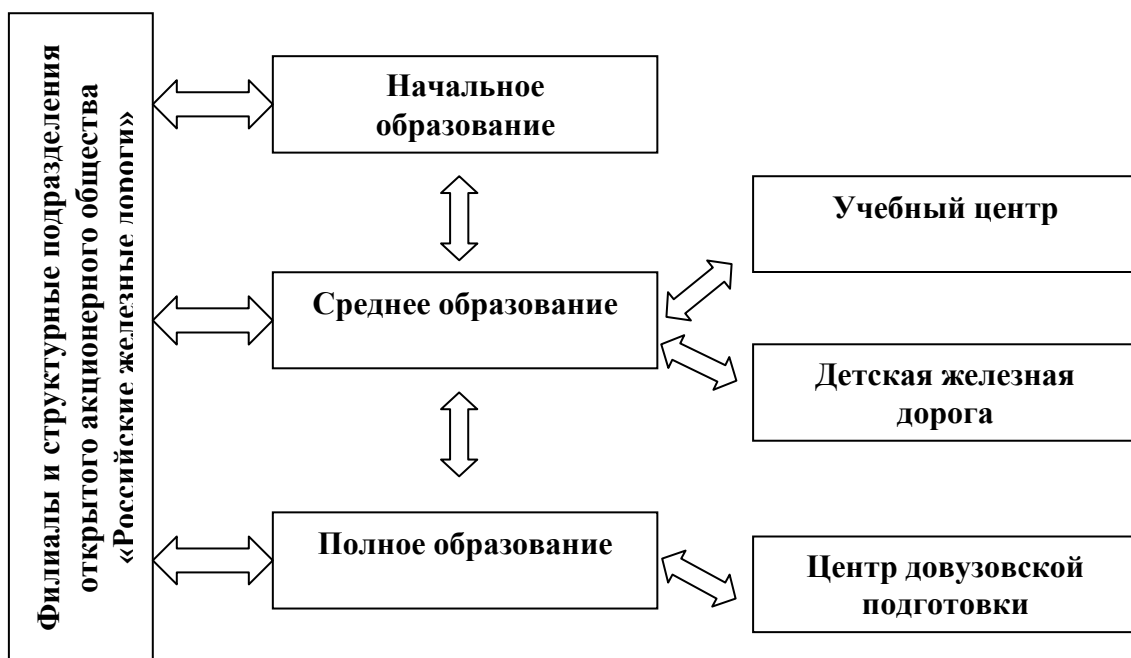 Филиалы и структурные подразделения
открытого акционерного общества
«Российские железные дороги»
Начальное
образование
Среднее образование
Полное образование
Учебный центр
Детская железная
дорога
Центр довузовской
подготовки